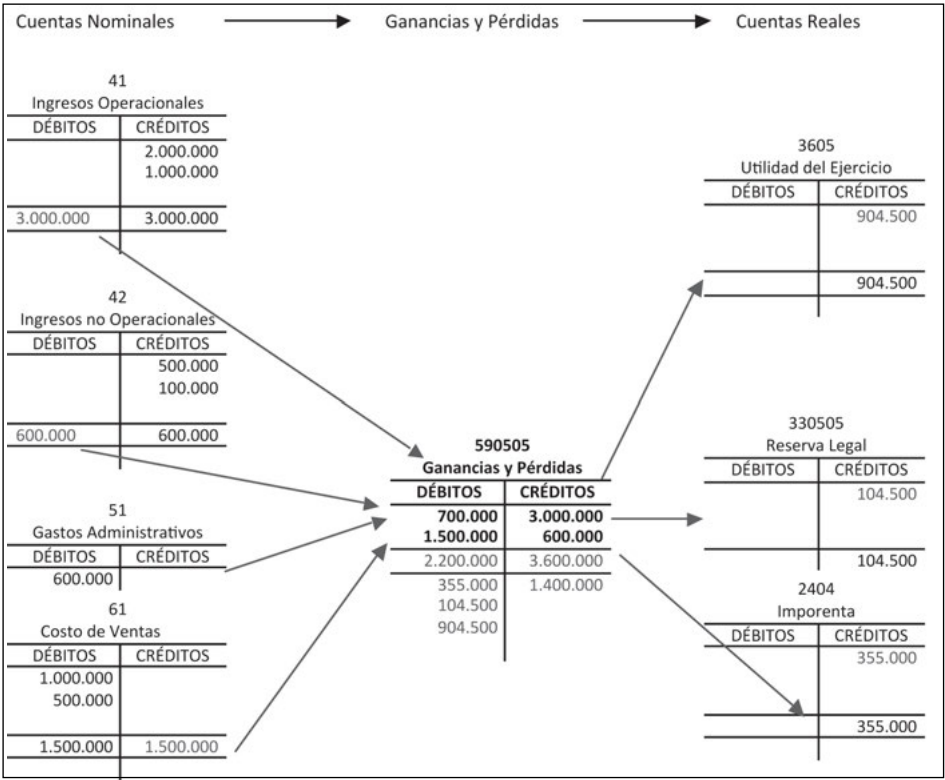 Cuentas Nominales Ganancias y Pérdidas Cuentas Reales
41
Ingresos Operacionales
DÉBITOS CRÉDITOS
2.000.000
1.000.000
3.000.000 3.000.000
42
Ingresos no Operacionales
DÉBITOS CRÉDITOS
500.000
100.000
600.000 600.000
51
Gastos Administrativos
DÉBITOS CRÉDITOS
600.000
61
Costo de Ventas
DÉBITOS CRÉDITOS
1.000.000
500.000
1.500.000 1.500.000
590505
Ganancias y Pérdidas
DÉBITOS CRÉDITOS
700.000 3.000.000
1.500.000 600.000
2.200.000 3.600.000
355.000 1.400.000
104.500
904.500
3605
Utilidad del Ejercicio
DÉBITOS CRÉDITOS
904.500
904.500
330505
Reserva Legal
DÉBITOS CRÉDITOS
104.500
104.500
2404
Imporenta
DÉBITOS CRÉDITOS
355.000
355.000